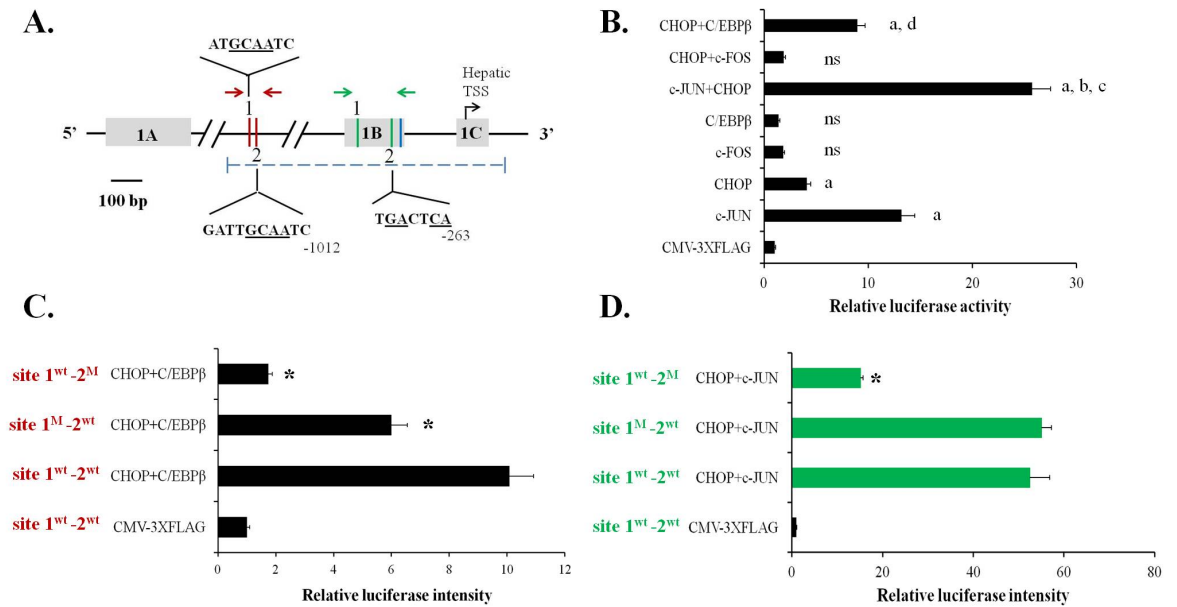 A.
ATGCAATC
Hepatic
TSS
1
1
5’
1A
1B
1C
3’
2
2
100 bp
GATTGCAATC
-1012
TGACTCA
-263
B.
CHOP+C/EBPβ
a, d
CHOP+c-FOS
ns
c-JUN+CHOP
a, b, c
C/EBPβ
ns
c-FOS
ns
CHOP
a
c-JUN
a
CMV-3XFLAG
0
10
20
30
Relative luciferase activity
C.
site 1wt-2M CHOP+C/EBPβ
*
site 1M-2wt CHOP+C/EBPβ
*
site 1wt-2wt CHOP+C/EBPβ
site 1wt-2wt CMV-3XFLAG
0
2
4
6
8
10
12
Relative luciferase intensity
D.
site 1wt-2M CHOP+c-JUN
*
site 1M-2wt CHOP+c-JUN
site 1wt-2wt CHOP+c-JUN
site 1wt-2wt CMV-3XFLAG
0
20
40
60
80
Relative luciferase intensity